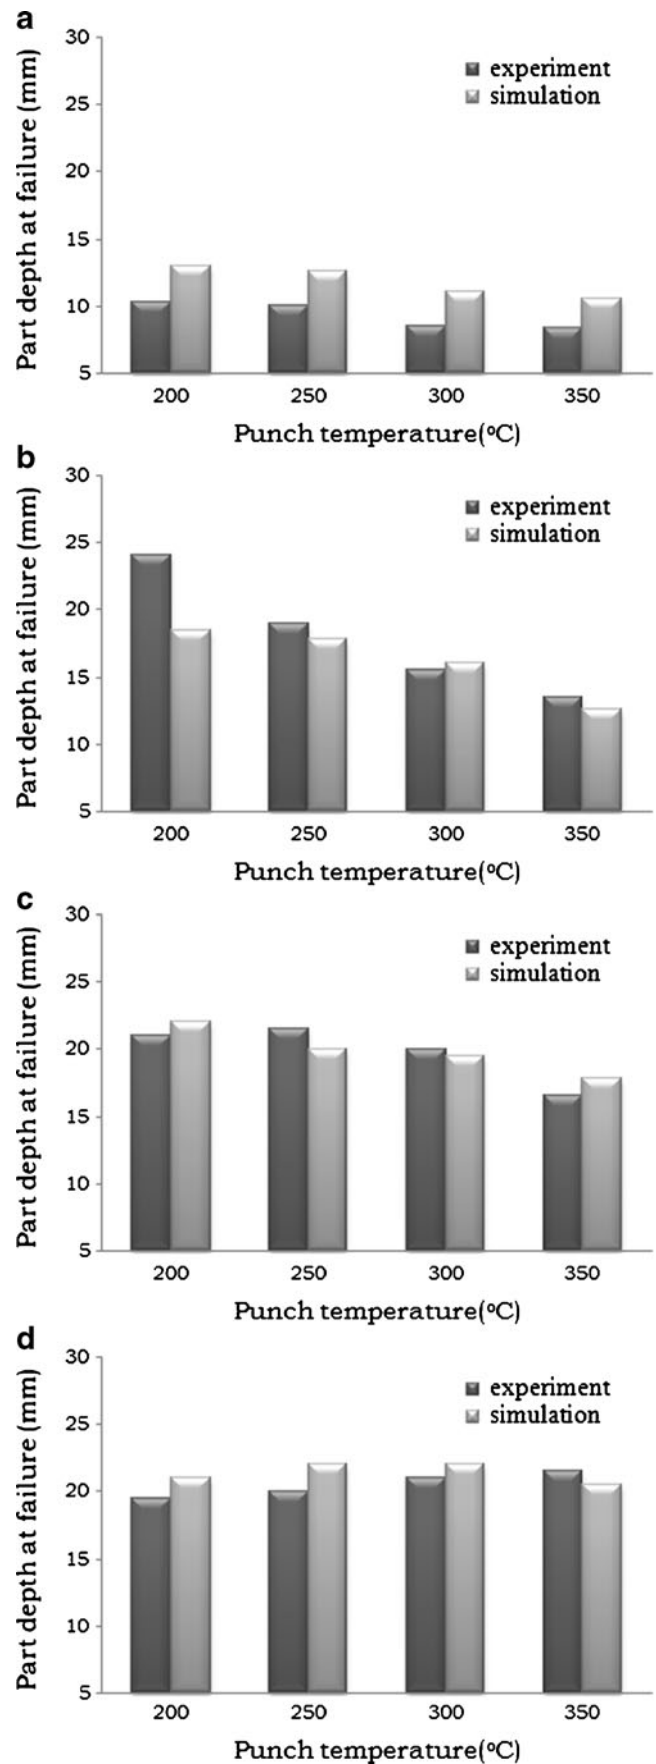 a
Part depth at failure (mm)
30
25
20
15
10
5
experiment
simulation
200 250 300 350
Punch temperature(ºC)
b
Part depth at failure (mm)
30
25
20
15
10
5
experiment
simulation
200 250 300 350
Punch temperature(ºC)
c
Part depth at failure (mm)
30
25
20
15
10
5
experiment
simulation
200 250 300 350
Punch temperature(ºC)
d
Part depth at failure (mm)
30
25
20
15
10
5
experiment
simulation
200 250 300 350
Punch temperature(ºC)